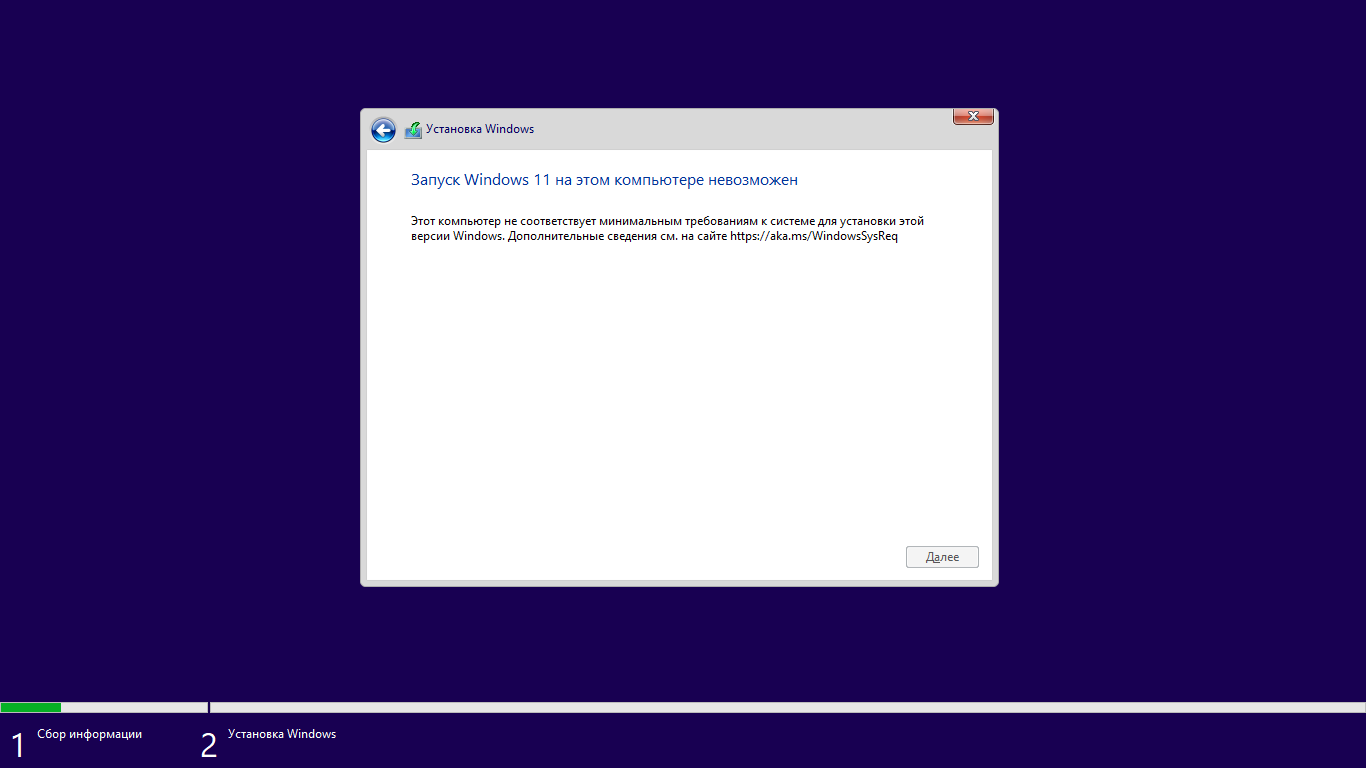 Установка Windows
Запуск Windows 11 на этом компьютере невозможен
Этот компьютер не соответствует минимальным требованиям к системе для установки этой
версии Windows. Дополнительные сведения см. на сайте https://aka.ms/WindowsSysReq
Далее
1 Сбор информации
2 Установка Windows